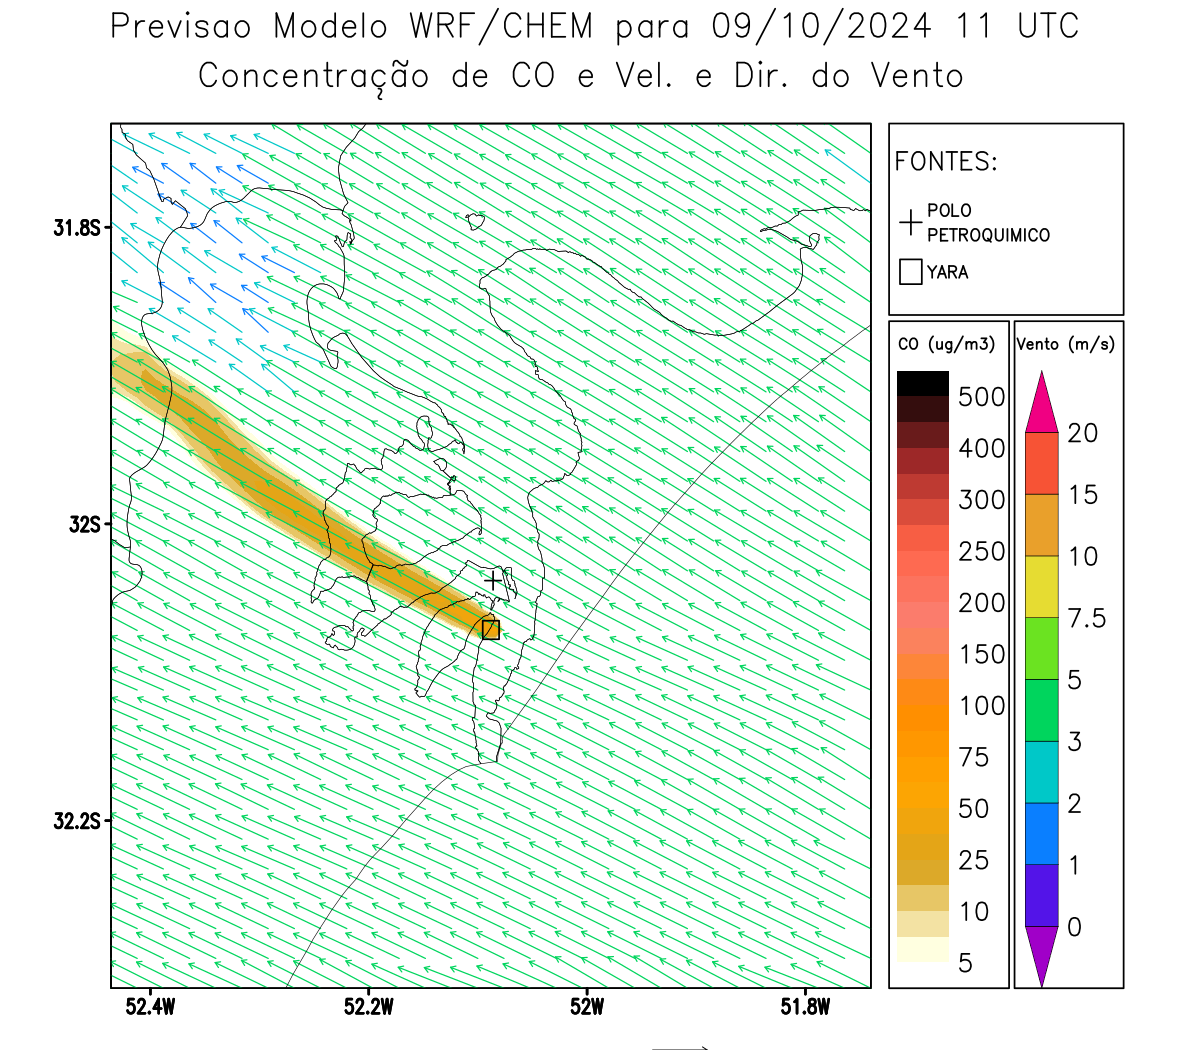 Previsao Modelo WRF/CHEM para 09/10/2024 11 UTC
Concentração de CO e Vel. e Dir. do Vento
FONTES:
POLO
PETROQUIMICO
YARA
31.8S
32S
32.2S
52.4W
52.2W
52W
51.8W
CO (ug/m3)
500
400
300
250
200
150
100
75
50
25
10
5
Vento (m/s)
20
15
10
7.5
5
3
2
1
0